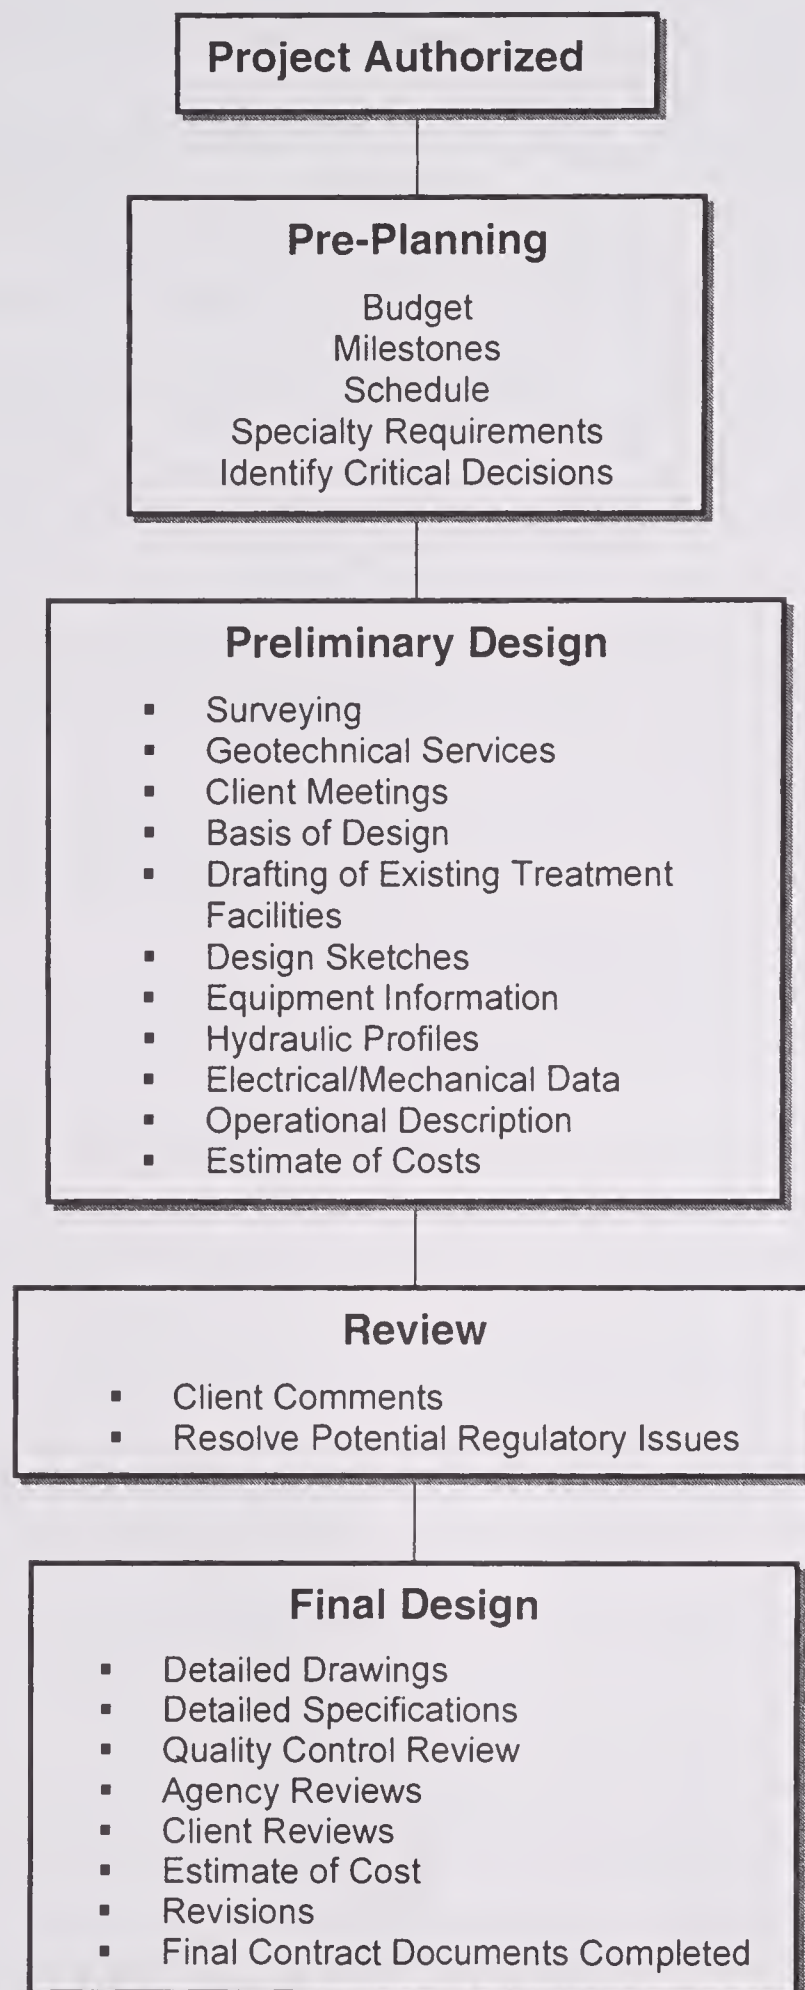 Project Authorized
Pre-Planning
Budget
Milestones
Schedule
Specialty Requirements
Identify Critical Decisions
Preliminary Design
▪ Surveying
▪ Geotechnical Services
▪ Client Meetings
▪ Basis of Design
▪ Drafting of Existing Treatment
Facilities
▪ Design Sketches
▪ Equipment Information
▪ Hydraulic Profiles
▪ Electrical/Mechanical Data
▪ Operational Description
▪ Estimate of Costs
Review
▪ Client Comments
▪ Resolve Potential Regulatory Issues
Final Design
▪ Detailed Drawings
▪ Detailed Specifications
▪ Quality Control Review
▪ Agency Reviews
▪ Client Reviews
▪ Estimate of Cost
▪ Revisions
▪ Final Contract Documents Completed